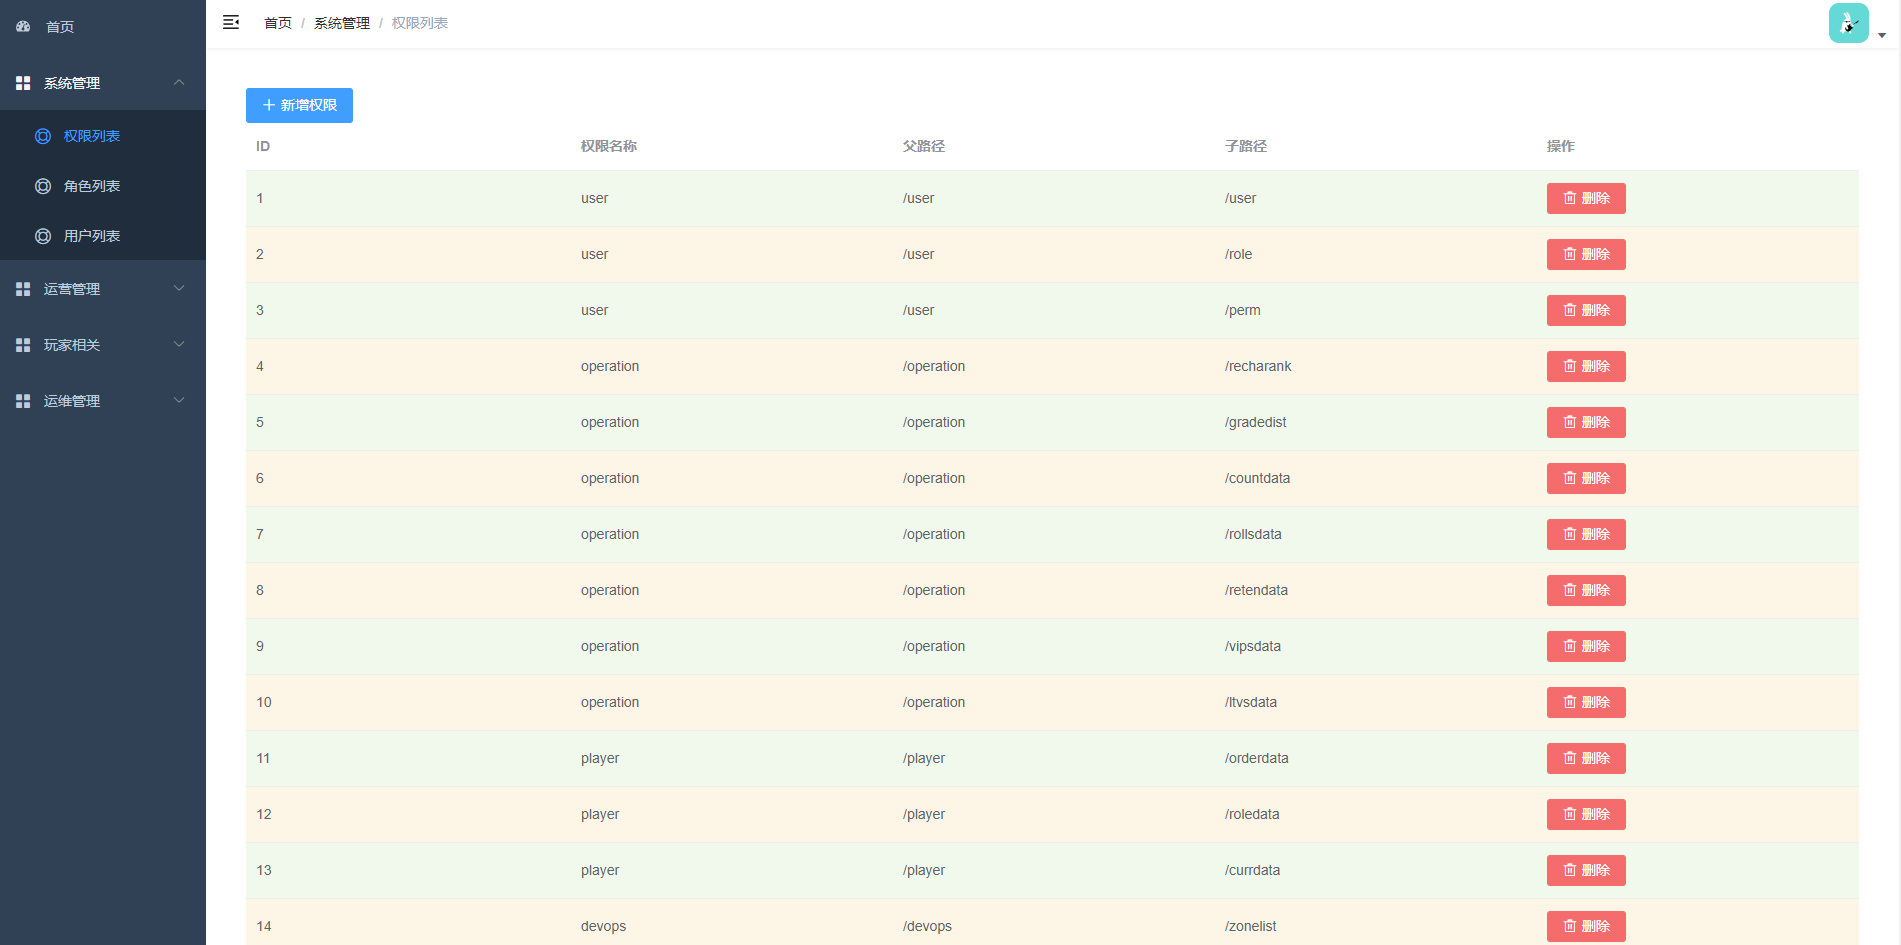 首页
系统管理
权限列表
角色列表
用户列表
运营管理
玩家相关
运维管理
首页 / 系统管理 / 权限列表
新增权限
ID 权限名称 父路径 子路径 操作
1 user /user /user 删除
2 user /user /role 删除
3 user /user /perm 删除
4 operation /operation /recharank 删除
5 operation /operation /gradedist 删除
6 operation /operation /countdata 删除
7 operation /operation /rollsdata 删除
8 operation /operation /retendata 删除
9 operation /operation /vipsdata 删除
10 operation /operation /ltvsdata 删除
11 player /player /orderdata 删除
12 player /player /roledata 删除
13 player /player /currdata 删除
14 devops /devops /zonelist 删除